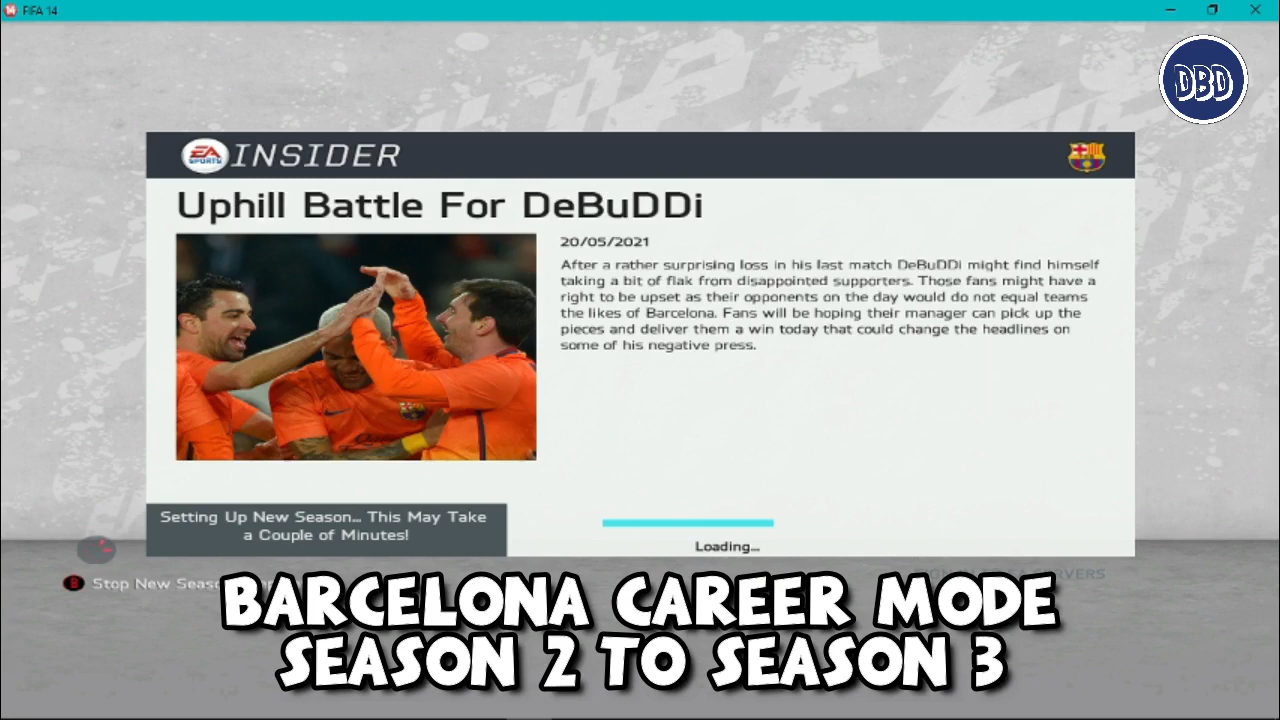 14 FIFA 14
DBD
EA SPORTS INSIDER
Uphill Battle For DeBuDDi
20/05/2021
After a rather surprising loss in his last match DeBuDDi might find himself
taking a bit of flak from disappointed supporters. Those fans might have a
right to be upset as their opponents on the day would do not equal teams
the likes of Barcelona. Fans will be hoping their manager can pick up the
pieces and deliver them a win today that could change the headlines on
some of his negative press.
Setting Up New Season... This May Take
a Couple of Minutes!
Loading...
B Stop New Seaso
SERVERS
BARCELONA CAREER MODE
SEASON 2 TO SEASON 3